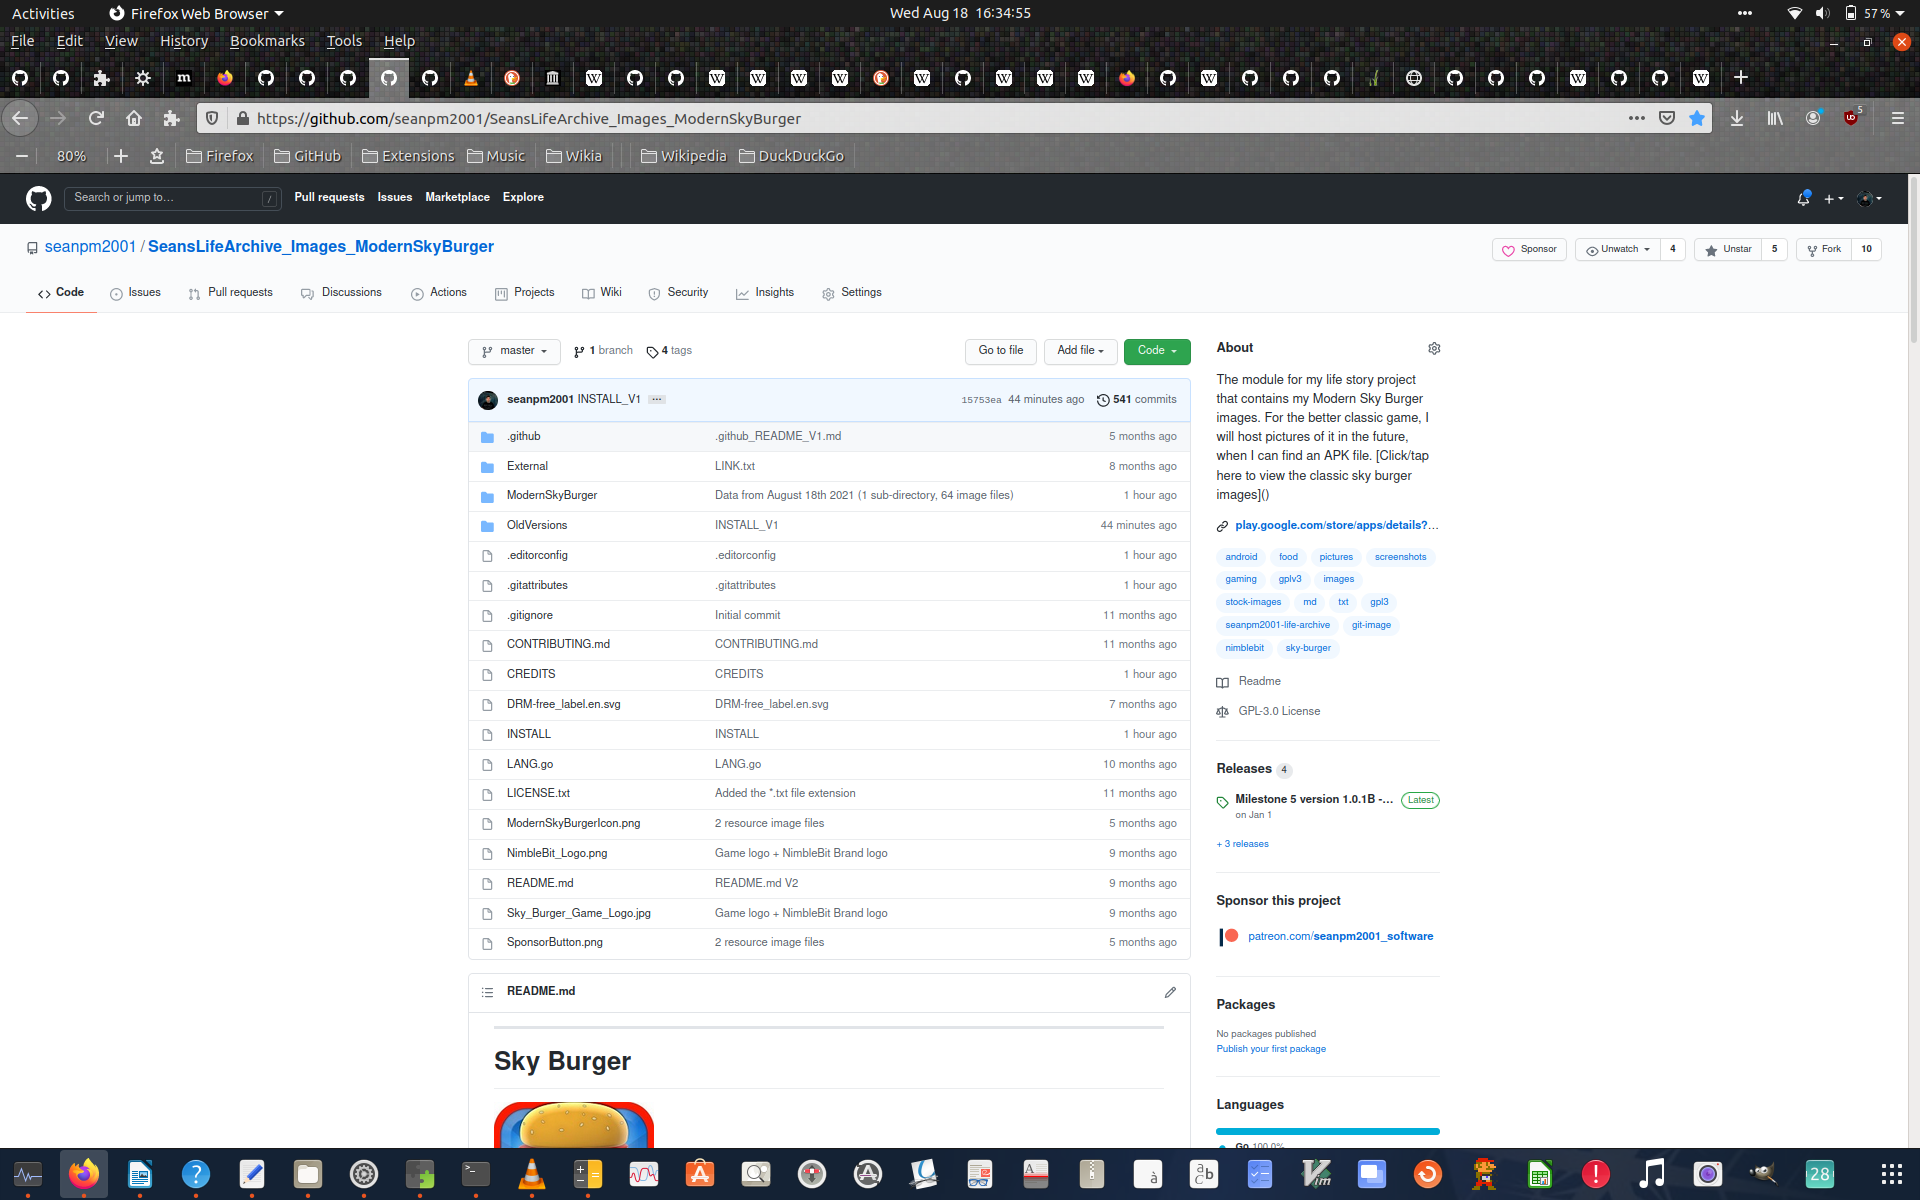 Activities Firefox Web Browser Wed Aug 18 16:34:55 57 %
File Edit View History Bookmarks Tools Help
https://github.com/seanpm2001/SeansLifeArchive_Images_ModernSkyBurger 5
80% Firefox GitHub Extensions Music Wikia Wikipedia DuckDuckGo
Search or jump to... / Pull requests Issues Marketplace Explore
seanpm2001 / SeansLifeArchive_Images_ModernSkyBurger Sponsor Unwatch 4 Unstar 5 Fork 10
Code Issues Pull requests Discussions Actions Projects Wiki Security Insights Settings
master 1 branch 4 tags Go to file Add file Code
seanpm2001 INSTALL_V1 ... 15753ea 44 minutes ago 541 commits
.github .github_README_V1.md 5 months ago
External LINK.txt 8 months ago
ModernSkyBurger Data from August 18th 2021 (1 sub-directory, 64 image files) 1 hour ago
OldVersions INSTALL_V1 44 minutes ago
.editorconfig .editorconfig 1 hour ago
.gitattributes .gitattributes 1 hour ago
.gitignore Initial commit 11 months ago
CONTRIBUTING.md CONTRIBUTING.md 11 months ago
CREDITS CREDITS 1 hour ago
DRM-free_label.en.svg DRM-free_label.en.svg 7 months ago
INSTALL INSTALL 1 hour ago
LANG.go LANG.go 10 months ago
LICENSE.txt Added the *.txt file extension 11 months ago
ModernSkyBurgerIcon.png 2 resource image files 5 months ago
NimbleBit_Logo.png Game logo + NimbleBit Brand logo 9 months ago
README.md README.md V2 9 months ago
Sky_Burger_Game_Logo.jpg Game logo + NimbleBit Brand logo 9 months ago
SponsorButton.png 2 resource image files 5 months ago
README.md
Sky Burger
About
The module for my life story project
that contains my Modern Sky Burger
images. For the better classic game, I
will host pictures of it in the future,
when I can find an APK file. [Click/tap
here to view the classic sky burger
images]()
play.google.com/store/apps/details?...
android food pictures screenshots
gaming gplv3 images
stock-images md txt gpl3
seanpm2001-life-archive git-image
nimblebit sky-burger
Readme
GPL-3.0 License
Releases 4
Milestone 5 version 1.0.1B -... Latest
on Jan 1
+ 3 releases
Sponsor this project
patreon.com/seanpm2001_software
Packages
No packages published
Publish your first package
Languages
Go 100.0%
28